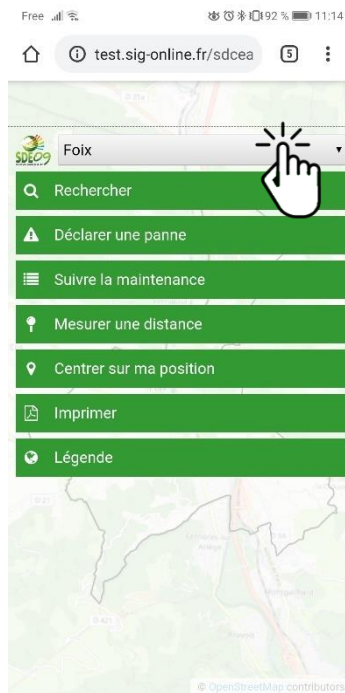 Free 92 % 11:14
test.sig-online.fr/sdcea 5
SDE09 Foix
Rechercher
Déclarer une panne
Suivre la maintenance
Mesurer une distance
Centrer sur ma position
Imprimer
Légende
© OpenStreetMap contributors